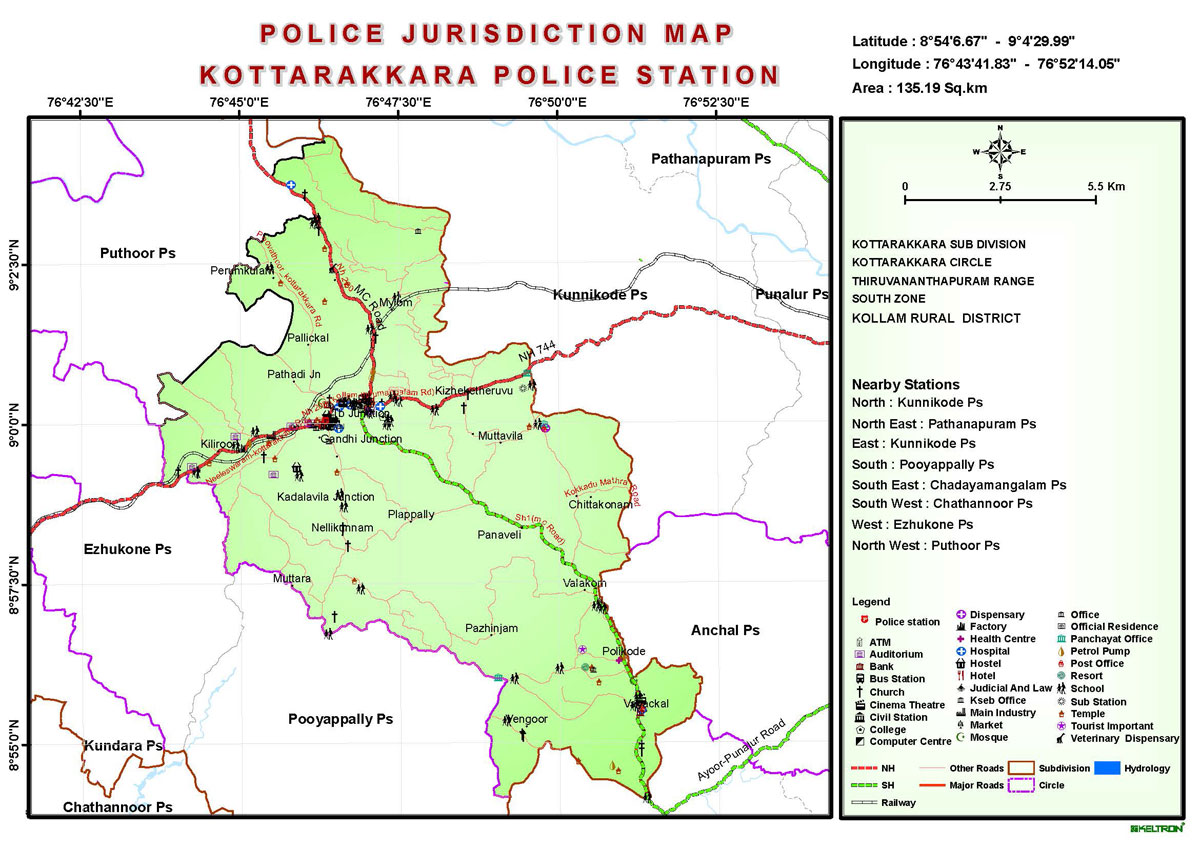 POLICE JURISDICTION MAP
KOTTARAKKARA POLICE STATION
Latitude : 8°54'6.67" - 9°4'29.99"
Longitude : 76°43'41.83" - 76°52'14.05"
Area : 135.19 Sq.km
76°42'30"E
76°45'0"E
76°47'30"E
76°50'0"E
76°52'30"E
9°2'30"N
9°0'0"N
8°57'30"N
8°55'0"N
Pathanapuram Ps
Puthoor Ps
Perumkulam
Kottarakkara Rd
MC Road
Mylom
Kunnikode Ps
Punalur Ps
Pallickal
NH 744
Pathadi Jn
Kizhekketheruvu
Junction
Gandhi Junction
Muttavila
Kiliroor
Kokkadu Mathra Road
Kadalavila Junction
Chittakonam
Plappally
Sh1(m c Road)
Nellikunnam
Panaveli
Ezhukone Ps
Muttara
Valakom
Pazhinjam
Anchal Ps
Polikode
Pooyappally Ps
Vengoor
Kundara Ps
Ayoor-Punalur Road
Chathannoor Ps
N
W
E
S
0
2.75
5.5 Km
KOTTARAKKARA SUB DIVISION
KOTTARAKKARA CIRCLE
THIRUVANANTHAPURAM RANGE
SOUTH ZONE
KOLLAM RURAL DISTRICT
Nearby Stations
North : Kunnikode Ps
North East : Pathanapuram Ps
East : Kunnikode Ps
South : Pooyappally Ps
South East : Chadayamangalam Ps
South West : Chathannoor Ps
West : Ezhukone Ps
North West : Puthoor Ps
Legend
Police station
ATM
Auditorium
Bank
Bus Station
Church
Cinema Theatre
Civil Station
College
Computer Centre
Dispensary
Factory
Health Centre
Hospital
Hostel
Hotel
Judicial And Law
Kseb Office
Main Industry
Market
Mosque
Office
Official Residence
Panchayat Office
Petrol Pump
Post Office
Resort
School
Sub Station
Temple
Tourist Important
Veterinary Dispensary
NH
Other Roads
Subdivision
Hydrology
SH
Major Roads
Circle
Railway
KELTRON